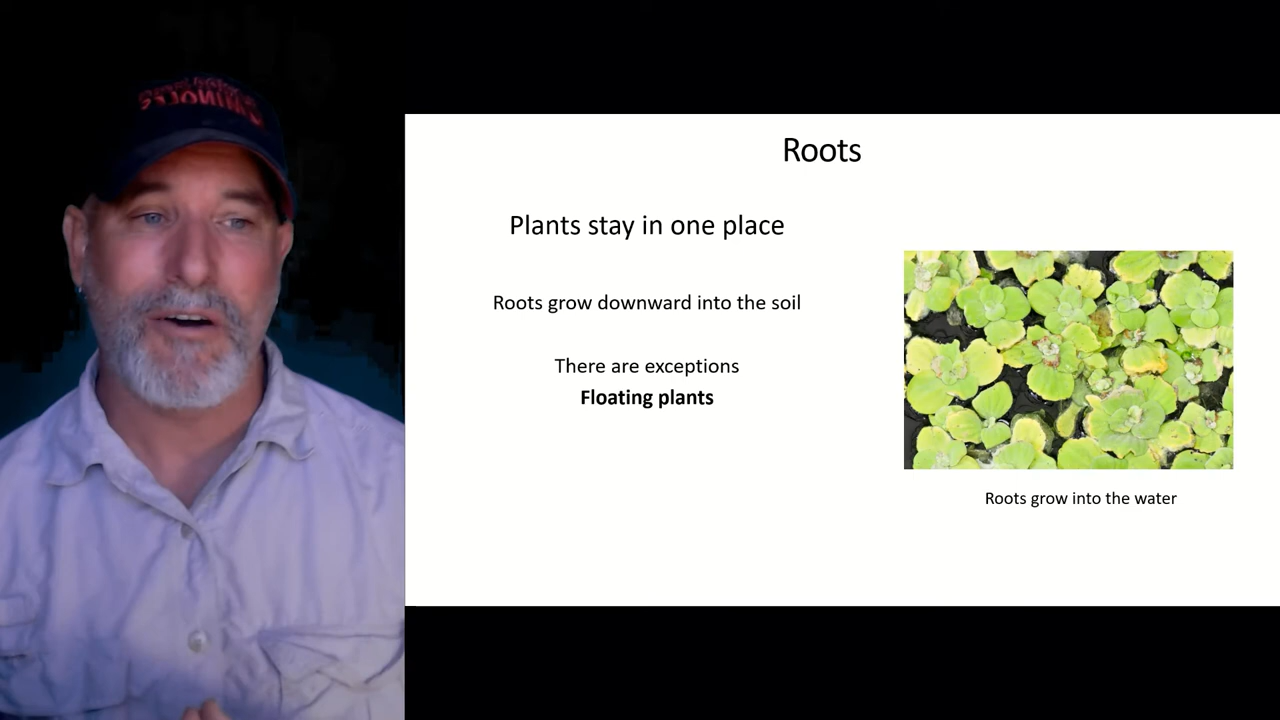 Roots
Plants stay in one place
Roots grow downward into the soil
There are exceptions
Floating plants
Roots grow into the water